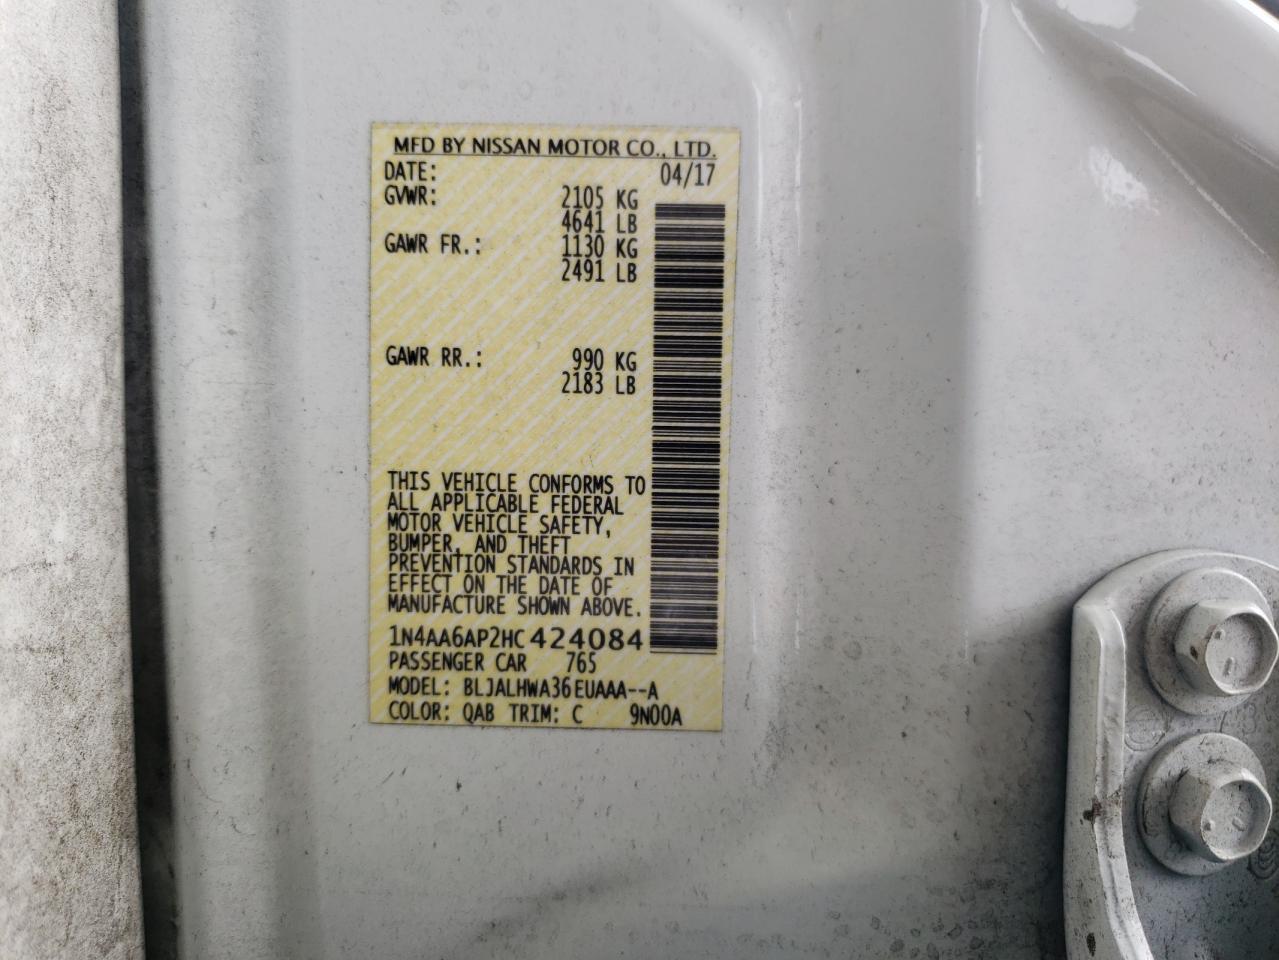 MFD BY NISSAN MOTOR CO., LTD.
DATE: 04/17
GVWR: 2105 KG
4641 LB
GAWR FR.: 1130 KG
2491 LB
GAWR RR.: 990 KG
2183 LB
THIS VEHICLE CONFORMS TO
ALL APPLICABLE FEDERAL
MOTOR VEHICLE SAFETY,
BUMPER, AND THEFT
PREVENTION STANDARDS IN
EFFECT ON THE DATE OF
MANUFACTURE SHOWN ABOVE.
1N4AA6AP2HC424084
PASSENGER CAR 765
MODEL: BLJALHWA36EUAAA--A
COLOR: QAB TRIM: C 9N00A